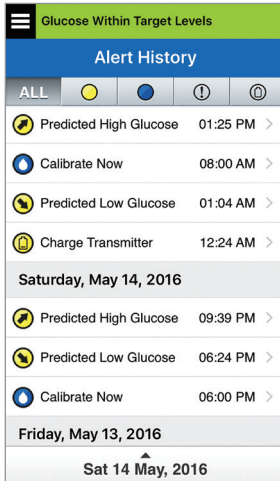 Glucose Within Target Levels
Alert History
ALL
Predicted High Glucose 01:25 PM
Calibrate Now 08:00 AM
Predicted Low Glucose 01:04 AM
Charge Transmitter 12:24 AM
Saturday, May 14, 2016
Predicted High Glucose 09:39 PM
Predicted Low Glucose 06:24 PM
Calibrate Now 06:00 PM
Friday, May 13, 2016
Sat 14 May, 2016